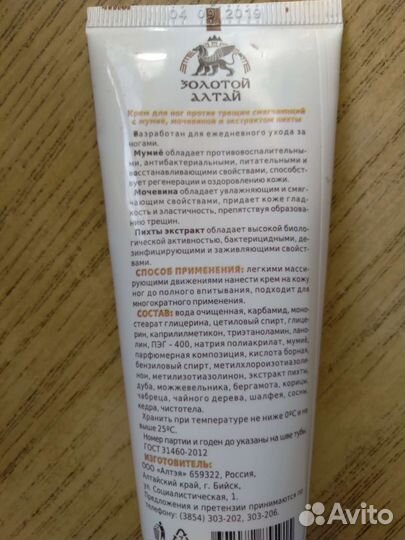 04 09 2019
ЗОЛОТОЙ
АЛТАЙ
Крем для ног против трещин смягчающий
с мумиё, мочевиной и экстрактом пихты
Разработан для ежедневного ухода за
ногами.
Мумиё обладает противовоспалительны-
ми, антибактериальными, питательными и
восстанавливающими свойствами, способст-
вует регенерации и оздоровлению кожи.
Мочевина обладает увлажняющим и смяг-
чающим свойствами, придает коже глад-
кость и эластичность, препятствуя образова-
нию трещин.
Пихты экстракт обладает высокой биоло-
гической активностью, бактерицидными, де-
зинфицирующими и заживляющими свойст-
вами.
СПОСОБ ПРИМЕНЕНИЯ: легкими масси-
рующими движениями нанести крем на кожу
ног до полного впитывания, подходит для
многократного применения.
СОСТАВ: вода очищенная, карбамид, моно-
стеарат глицерина, цетиловый спирт, глице-
рин, каприлилметикон, триэтаноламин, лано-
лин, ПЭГ - 400, натрия полиакрилат, мумиё,
парфюмерная композиция, кислота борная,
бензиловый спирт, метилхлороизотиазоли-
нон, метилизотиазолинон, экстракт пихты,
дуба, можжевельника, бергамота, корицы,
чабреца, чайного дерева, шалфея, сосны,
кедра, чистотела.
Хранить при температуре не ниже 0ºС и не
выше 25ºС.
Номер партии и годен до указаны на шве тубы.
ГОСТ 31460-2012
ИЗГОТОВИТЕЛЬ:
ООО «Алтэя» 659322, Россия,
Алтайский край, г. Бийск,
ул. Социалистическая, 1.
Предложения и претензии принимаются по
телефону: (3854) 303-202, 303-206.
Avito